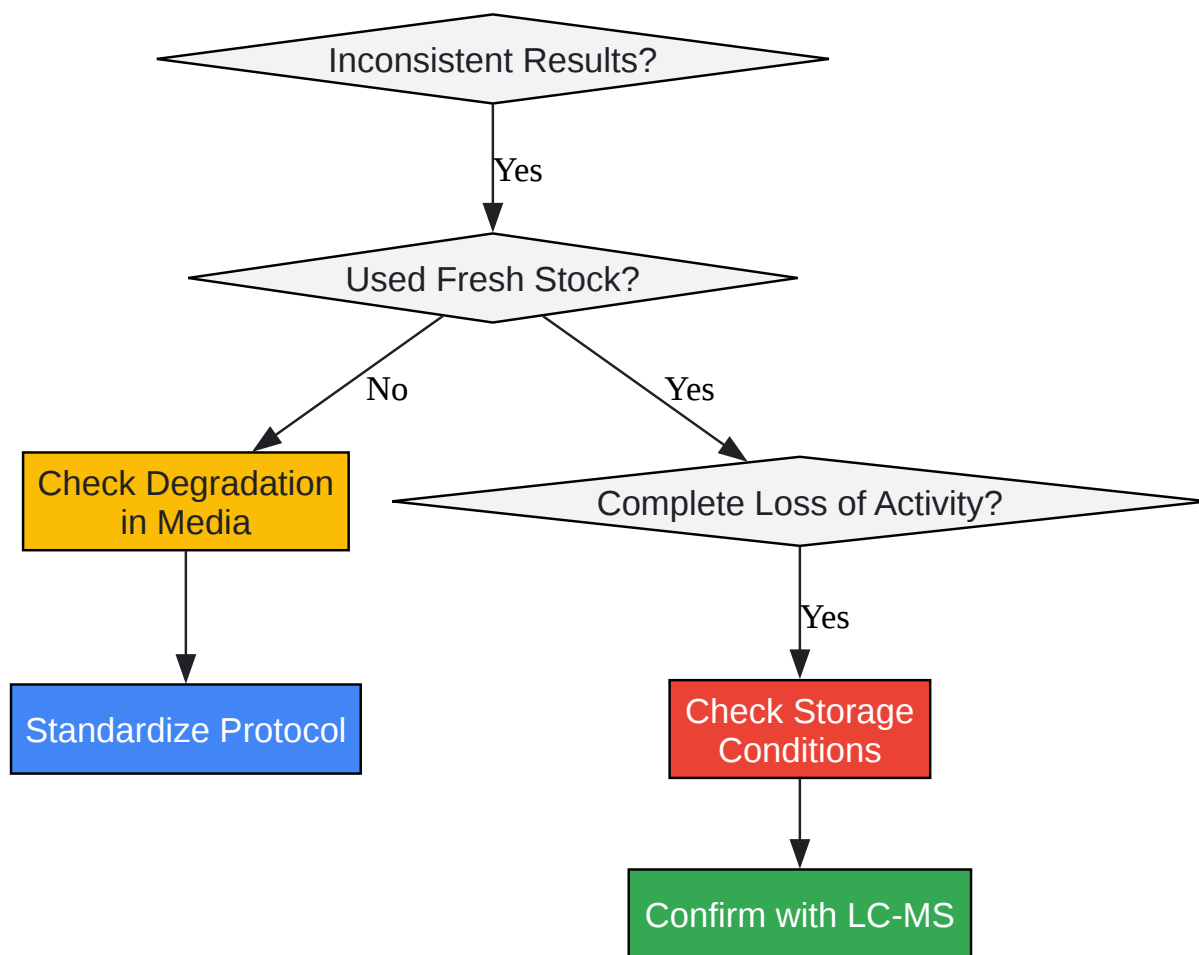 Inconsistent Results?
Yes
Used Fresh Stock?
No
Yes
Check Degradation
in Media
Complete Loss of Activity?
Yes
Standardize Protocol
Check Storage
Conditions
Confirm with LC-MS